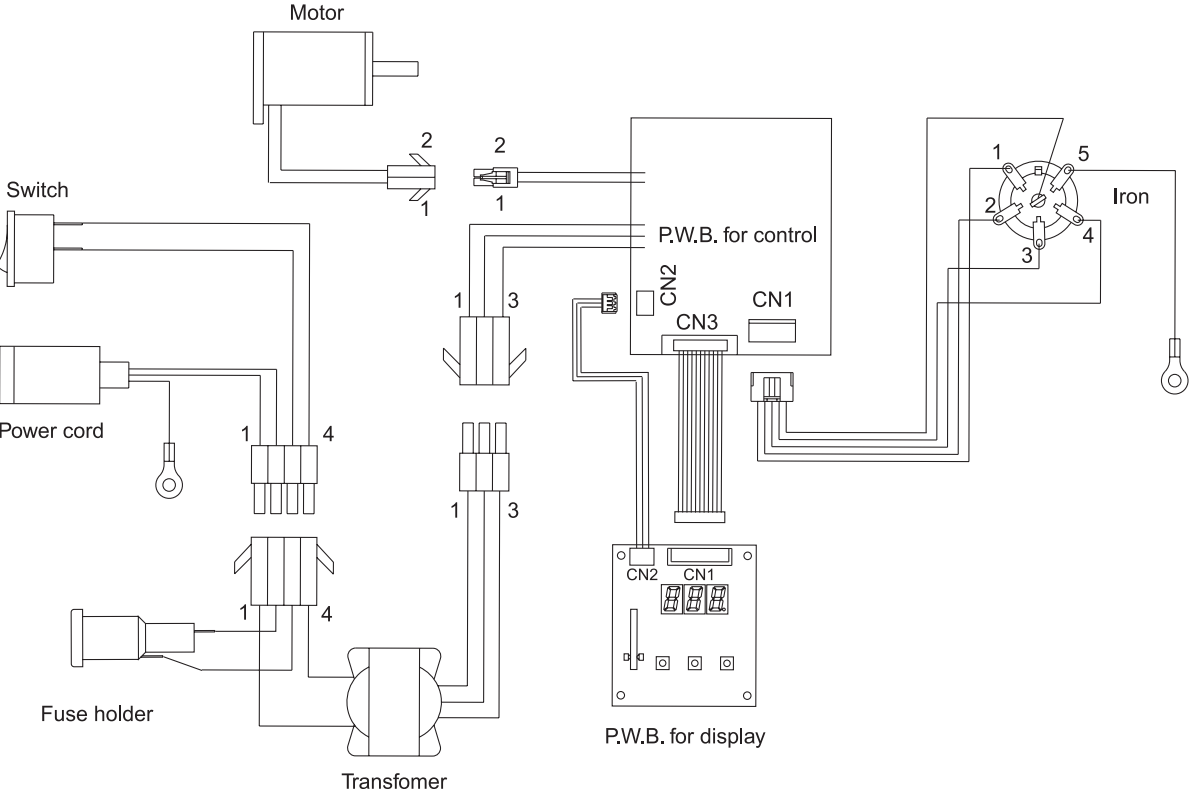 Motor
2
2
1
1
Switch
1
5
2
Iron
4
3
P.W.B. for control
CN2
CN1
CN3
1
3
Power cord
1
4
1
3
CN2
CN1
888.
1
4
Fuse holder
P.W.B. for display
Transfomer